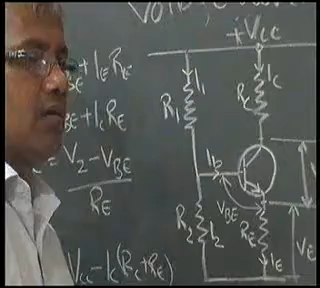 +Vcc
BE + IE RE
I1
IC
BE + IC RE
R1
RC
= V2 - VBE
RE
IB
VBE
R2
I2
RE
IE
VE
VCC - IC (RC + RE)